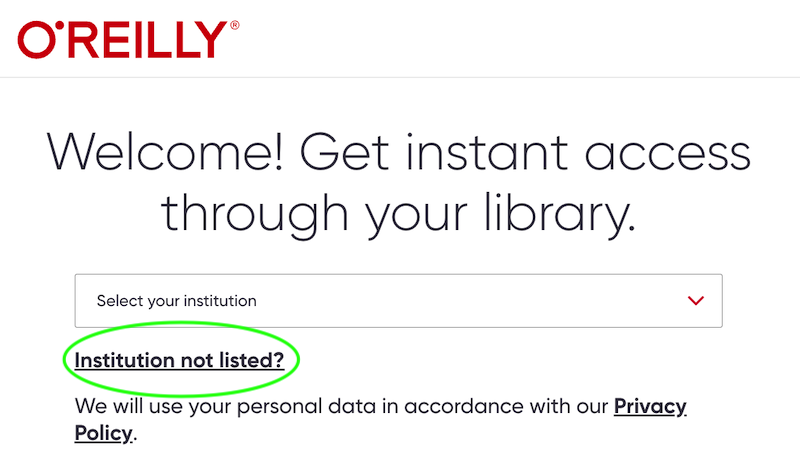 O'REILLY®
Welcome! Get instant access
through your library.
Select your institution
Institution not listed?
We will use your personal data in accordance with our Privacy
Policy.